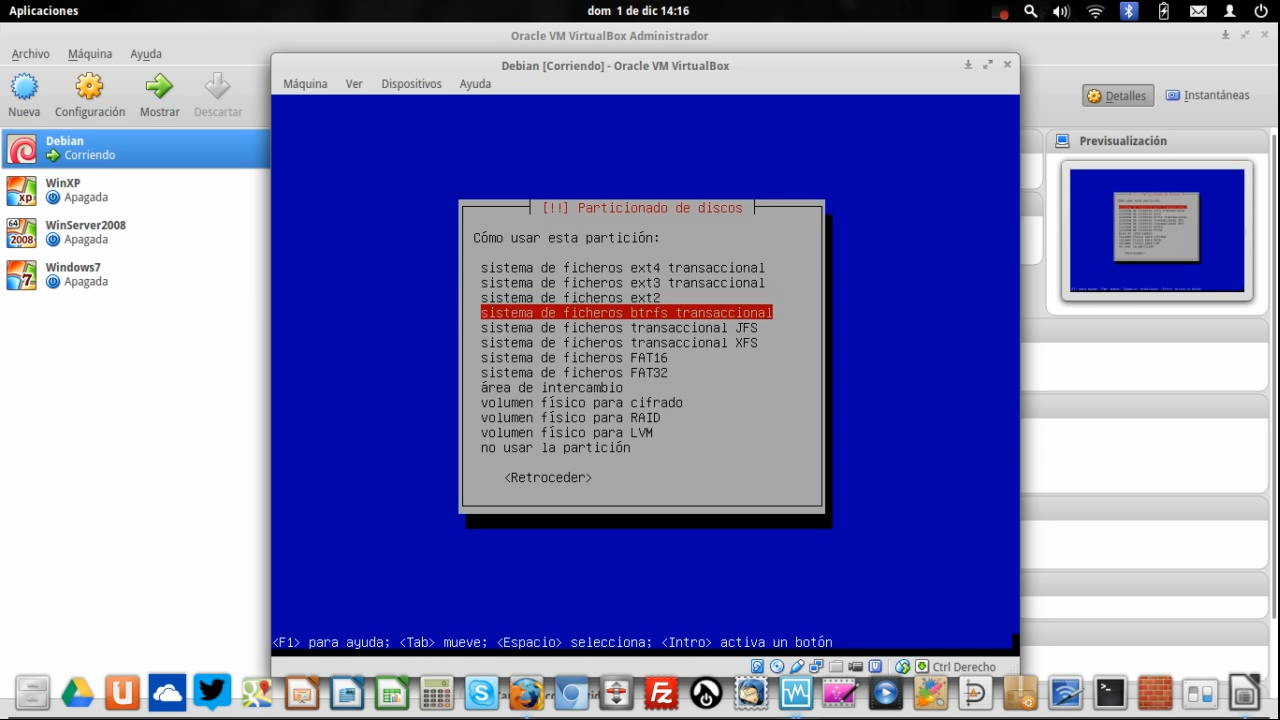 Aplicaciones
dom 1 de dic 14:16
Oracle VM VirtualBox Administrador
Archivo Máquina Ayuda
Nueva Configuración Mostrar Descartar
Detalles Instantáneas
Debian
Corriendo
WinXP
Apagada
WinServer2008
Apagada
Windows7
Apagada
Debian [Corriendo] - Oracle VM VirtualBox
Máquina Ver Dispositivos Ayuda
[!!] Particionado de discos
Cómo usar esta partición:
sistema de ficheros ext4 transaccional
sistema de ficheros ext3 transaccional
sistema de ficheros ext2
sistema de ficheros btrfs transaccional
sistema de ficheros transaccional JFS
sistema de ficheros transaccional XFS
sistema de ficheros FAT16
sistema de ficheros FAT32
área de intercambio
volumen físico para cifrado
volumen físico para RAID
volumen físico para LVM
no usar la partición
<Retroceder>
<F1> para ayuda; <Tab> mueve; <Espacio> selecciona; <Intro> activa un botón
Ctrl Derecho
Previsualización